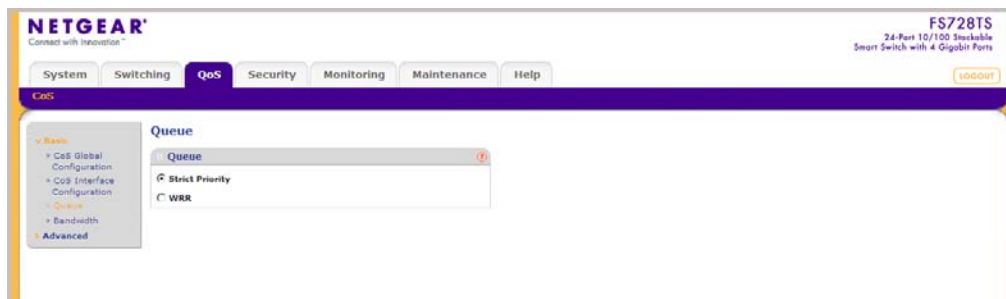 NETGEAR®
Connect with Innovation™
FS728TS
24-Port 10/100 Stackable
Smart Switch with 4 Gigabit Ports
System Switching QoS Security Monitoring Maintenance Help
LOGOUT
CoS
Basic
CoS Global
Configuration
CoS Interface
Configuration
Queue
Bandwidth
Advanced
Queue
Queue ?
Strict Priority
WRR